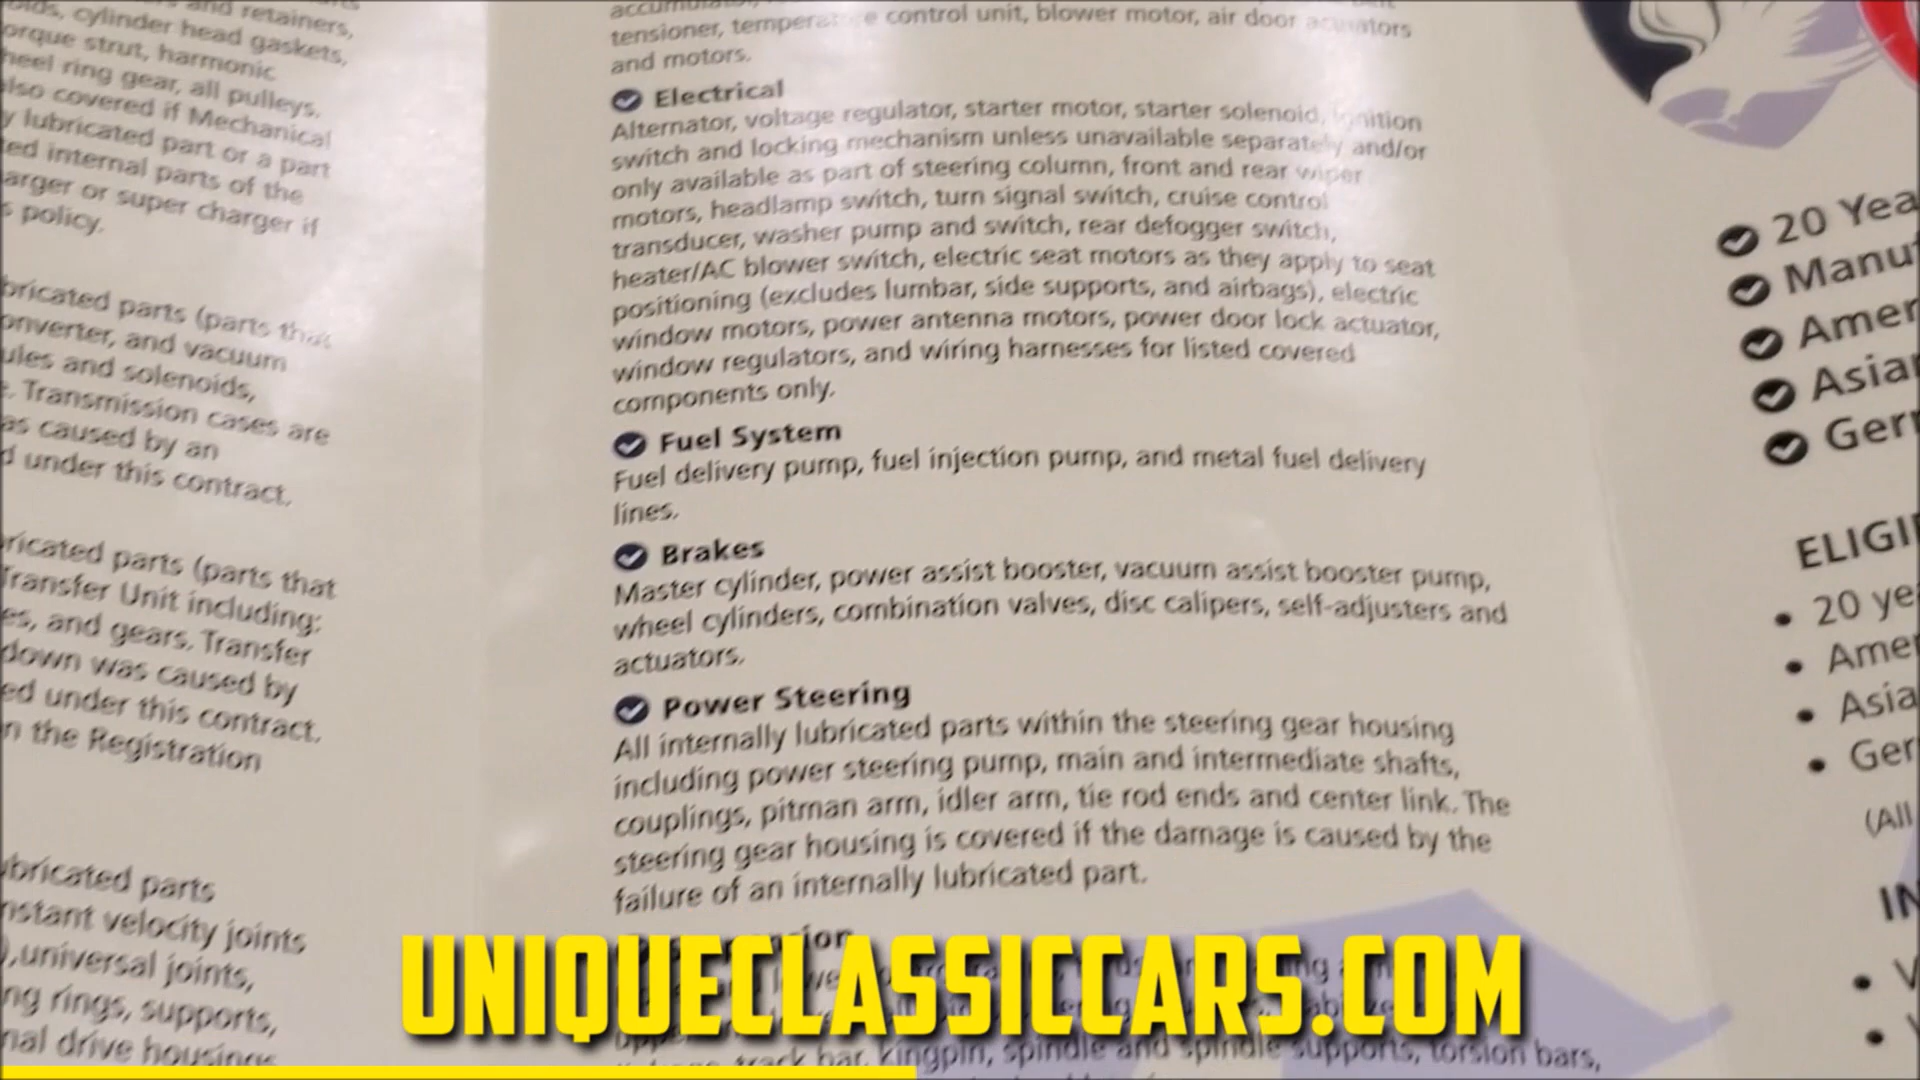 and retainers,
cylinder head gaskets,
orque strut, harmonic
heel ring gear, all pulleys.
also covered if Mechanical
y lubricated part or a part
ted internal parts of the
arger or super charger if
s policy.
bricated parts (parts that
onverter, and vacuum
ules and solenoids,
. Transmission cases are
as caused by an
d under this contract.
ricated parts (parts that
Transfer Unit including:
es, and gears. Transfer
down was caused by
ed under this contract.
n the Registration
bricated parts
nstant velocity joints
),universal joints,
ng rings, supports,
nal drive housings
tensioner, temperature control unit, blower motor, air door actuators
and motors.
Electrical
Alternator, voltage regulator, starter motor, starter solenoid, ignition
switch and locking mechanism unless unavailable separately and/or
only available as part of steering column, front and rear wiper
motors, headlamp switch, turn signal switch, cruise control
transducer, washer pump and switch, rear defogger switch,
heater/AC blower switch, electric seat motors as they apply to seat
positioning (excludes lumbar, side supports, and airbags), electric
window motors, power antenna motors, power door lock actuator,
window regulators, and wiring harnesses for listed covered
components only.
Fuel System
Fuel delivery pump, fuel injection pump, and metal fuel delivery
lines.
Brakes
Master cylinder, power assist booster, vacuum assist booster pump,
wheel cylinders, combination valves, disc calipers, self-adjusters and
actuators.
Power Steering
All internally lubricated parts within the steering gear housing
including power steering pump, main and intermediate shafts,
couplings, pitman arm, idler arm, tie rod ends and center link. The
steering gear housing is covered if the damage is caused by the
failure of an internally lubricated part.
track bar, kingpin, spindle and spindle supports, torsion bars,
20 Yea
Manu
Amer
Asia
Ger
ELIGI
20 ye
Ame
Asia
Ger
(All
IN
UNIQUECLASSICCARS.COM